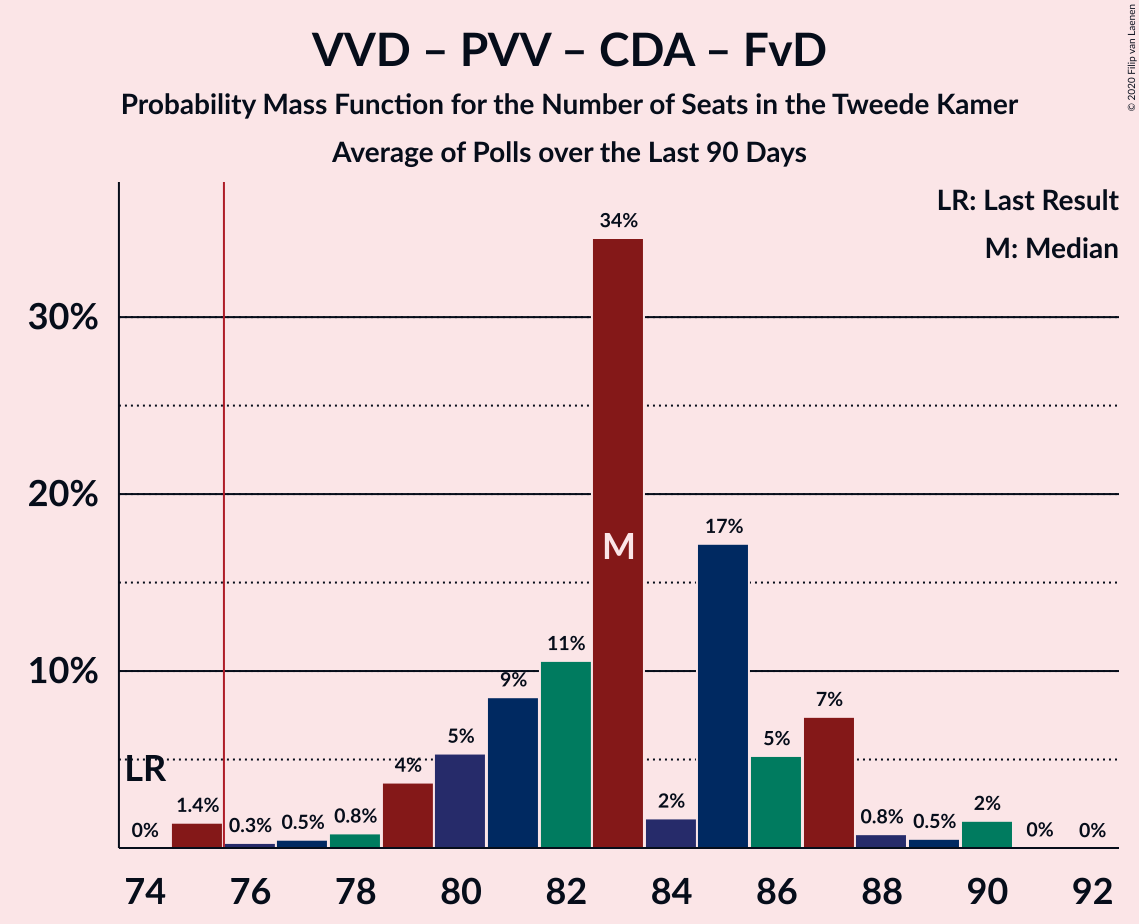 VVD – PVV – CDA – FvD
Probability Mass Function for the Number of Seats in the Tweede Kamer
Average of Polls over the Last 90 Days
© 2020 Filip van Laenen
LR: Last Result
M: Median
34%
30%
M
17%
20%
11%
10%
9%
7%
5%
5%
LR
4%
1.4%
0.3%
0.5%
0.8%
2%
0.8%
0.5%
2%
0%
0%
0%
74 76 78 80 82 84 86 88 90 92